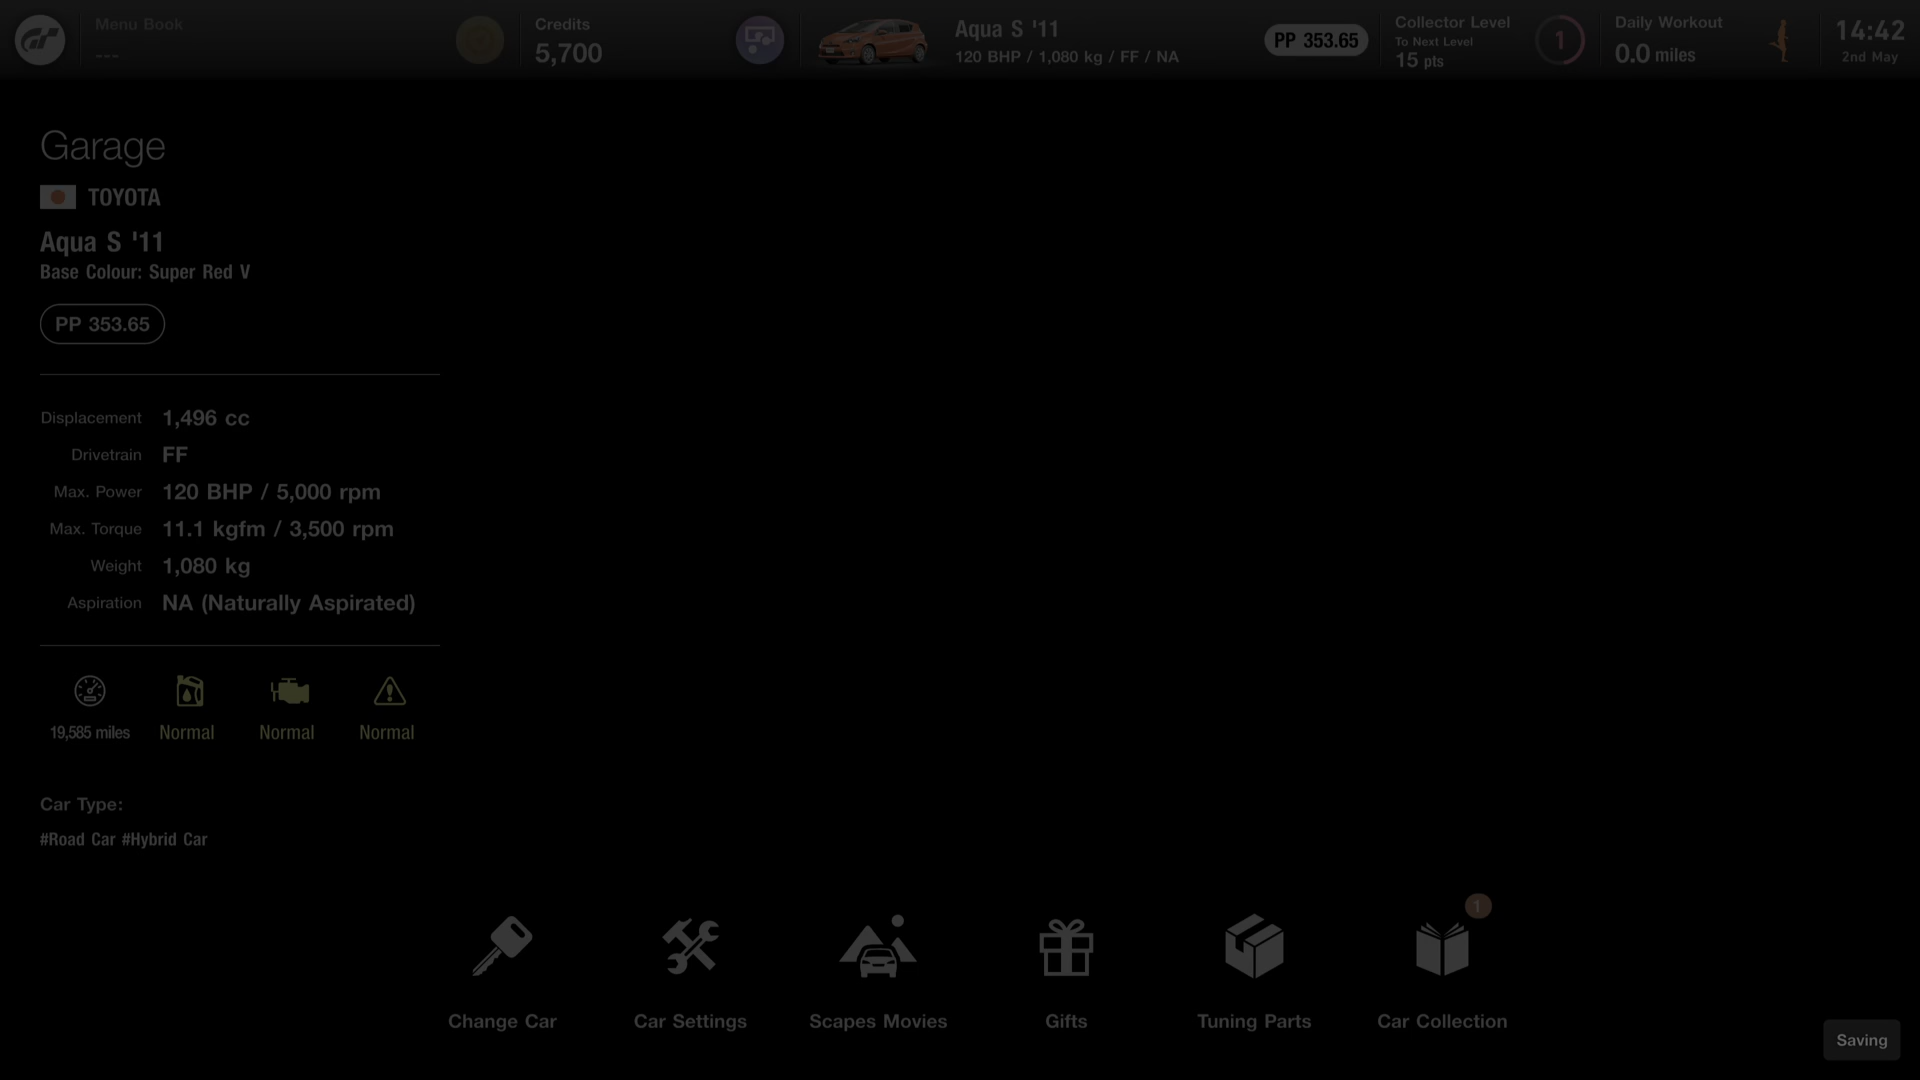 Menu Book
---
Credits
5,700
Aqua S '11
120 BHP / 1,080 kg / FF / NA
PP 353.65
Collector Level
To Next Level
15 pts
1
Daily Workout
0.0 miles
14:42
2nd May
Garage
TOYOTA
Aqua S '11
Base Colour: Super Red V
PP 353.65
Displacement 1,496 cc
Drivetrain FF
Max. Power 120 BHP / 5,000 rpm
Max. Torque 11.1 kgfm / 3,500 rpm
Weight 1,080 kg
Aspiration NA (Naturally Aspirated)
19,585 miles Normal Normal Normal
Car Type:
#Road Car #Hybrid Car
1
Change Car Car Settings Scapes Movies Gifts Tuning Parts Car Collection
Saving